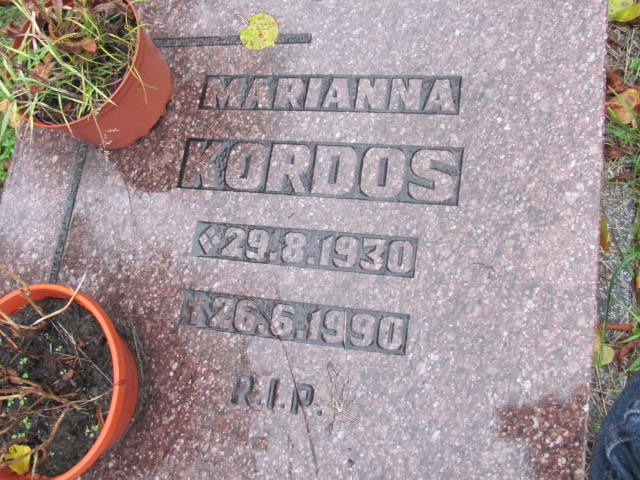 MARIANNA
KORDOS
29.8.1930
†26.6.1990
R.I.P.